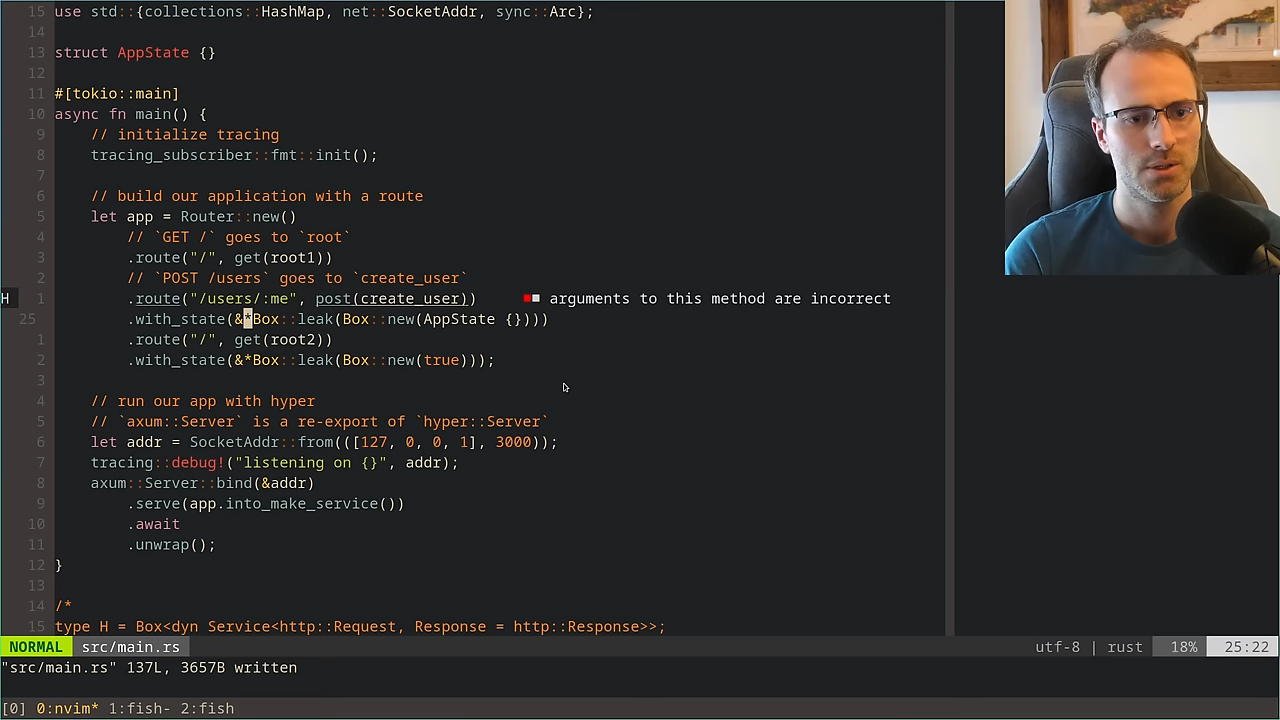 15 use std::{collections::HashMap, net::SocketAddr, sync::Arc};
14
13 struct AppState {}
12
11 #[tokio::main]
10 async fn main() {
9 // initialize tracing
8 tracing_subscriber::fmt::init();
7
6 // build our application with a route
5 let app = Router::new()
4 // `GET /` goes to `root`
3 .route("/", get(root1))
2 // `POST /users` goes to `create_user`
H 1 .route("/users/:me", post(create_user)) arguments to this method are incorrect
25 .with_state(&*Box::leak(Box::new(AppState {})))
1 .route("/", get(root2))
2 .with_state(&*Box::leak(Box::new(true)));
3
4 // run our app with hyper
5 // `axum::Server` is a re-export of `hyper::Server`
6 let addr = SocketAddr::from(([127, 0, 0, 1], 3000));
7 tracing::debug!("listening on {}", addr);
8 axum::Server::bind(&addr)
9 .serve(app.into_make_service())
10 .await
11 .unwrap();
12 }
13
14 /*
15 type H = Box<dyn Service<http::Request, Response = http::Response>>;
NORMAL src/main.rs utf-8 | rust 18% 25:22
"src/main.rs" 137L, 3657B written
[0] 0:nvim* 1:fish- 2:fish